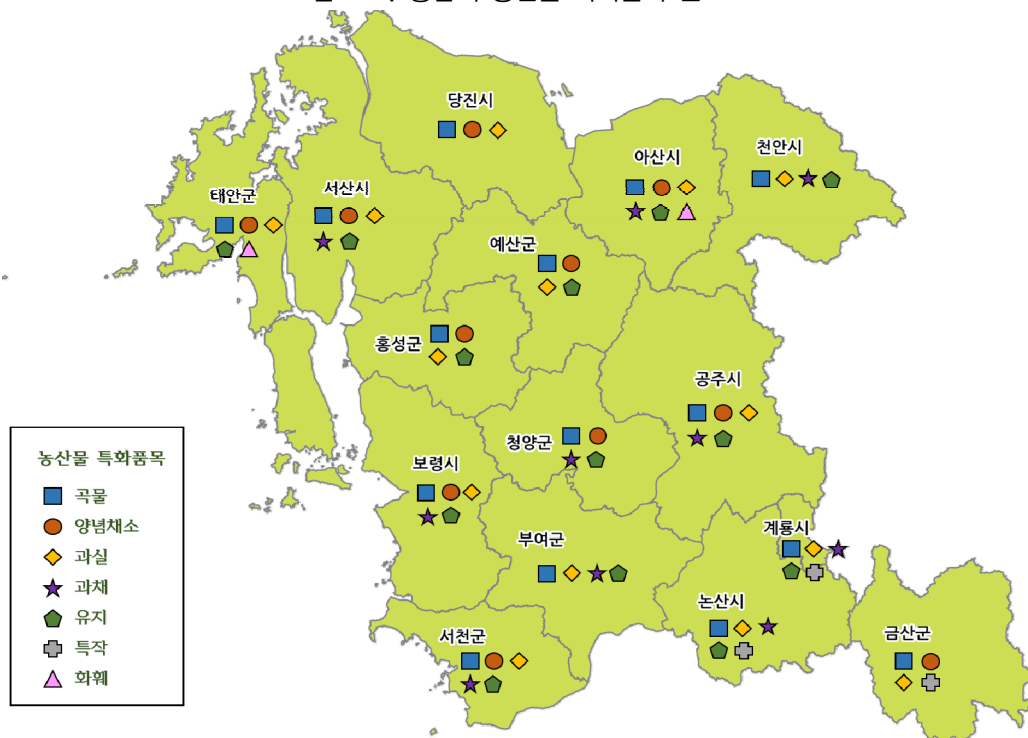 당진시
아산시
천안시
태안군
서산시
예산군
홍성군
공주시
청양군
보령시
부여군
계룡시
논산시
서천군
금산군
농산물 특화품목
곡물
양념채소
과실
과채
유지
특작
화훼